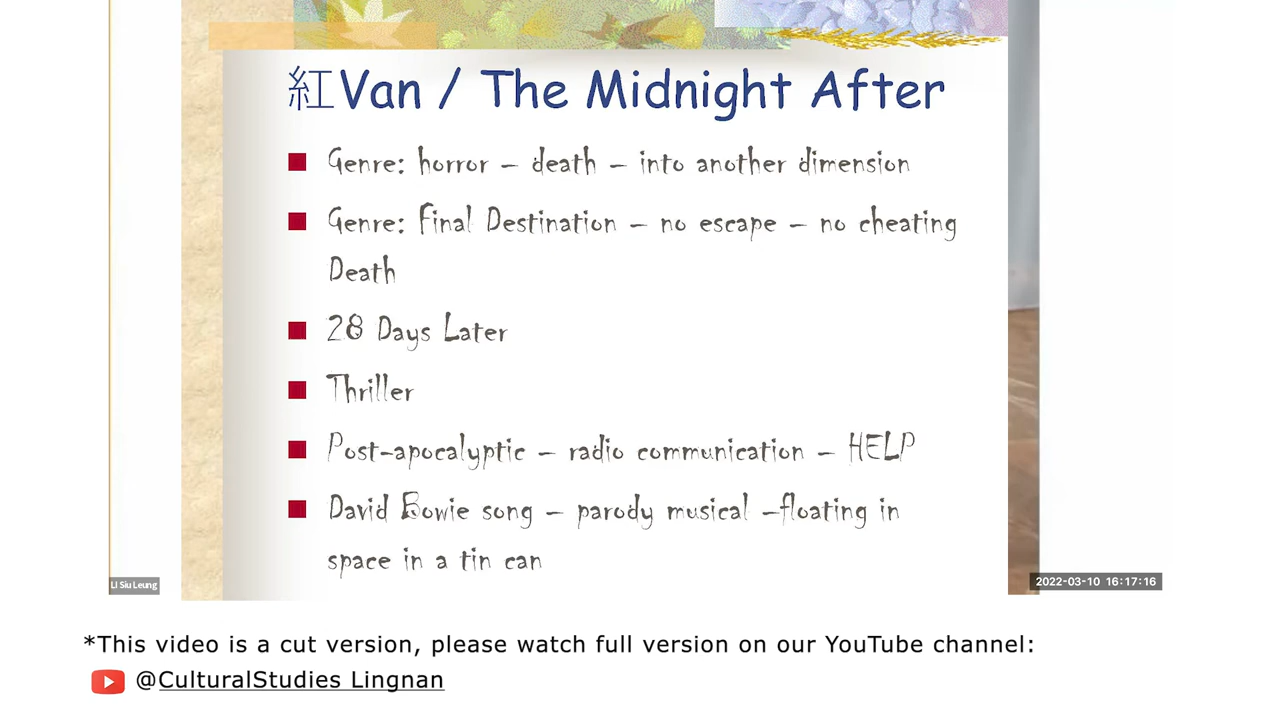 紅Van / The Midnight After
Genre: horror – death – into another dimension
Genre: Final Destination – no escape – no cheating
Death
28 Days Later
Thriller
Post-apocalyptic – radio communication – HELP
David Bowie song – parody musical –floating in
space in a tin can
LI Siu Leung
2022-03-10 16:17:16
*This video is a cut version, please watch full version on our YouTube channel:
@CulturalStudies Lingnan